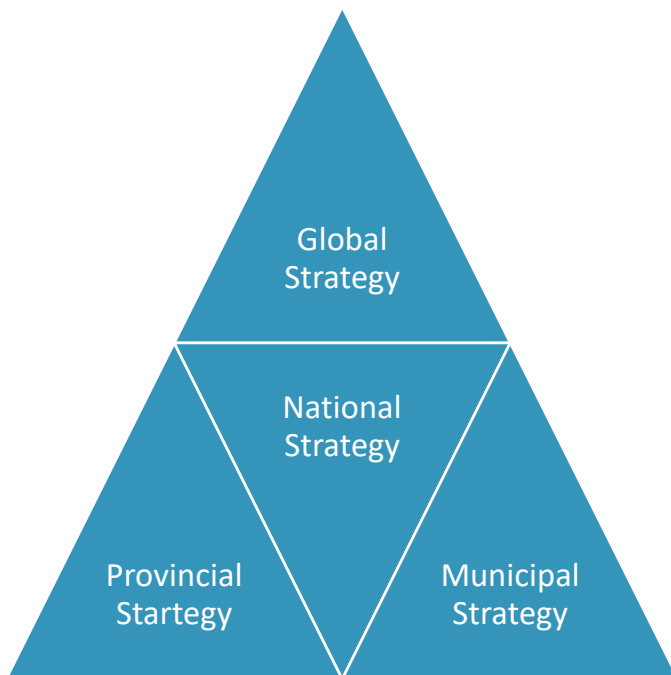 Global
Strategy
National
Strategy
Provincial
Startegy
Municipal
Strategy